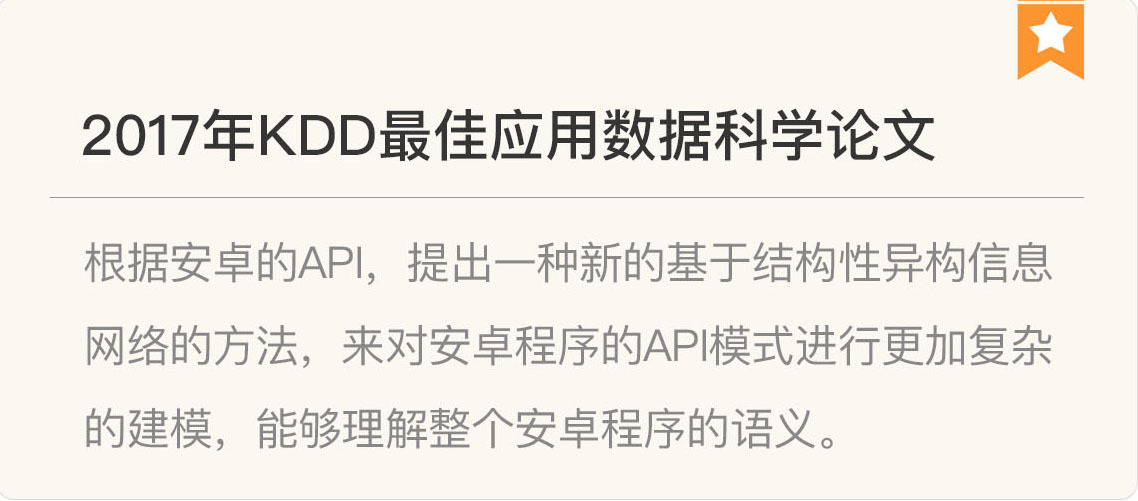 2017年KDD最佳应用数据科学论文
根据安卓的API，提出一种新的基于结构性异构信息
网络的方法，来对安卓程序的API模式进行更加复杂
的建模，能够理解整个安卓程序的语义。